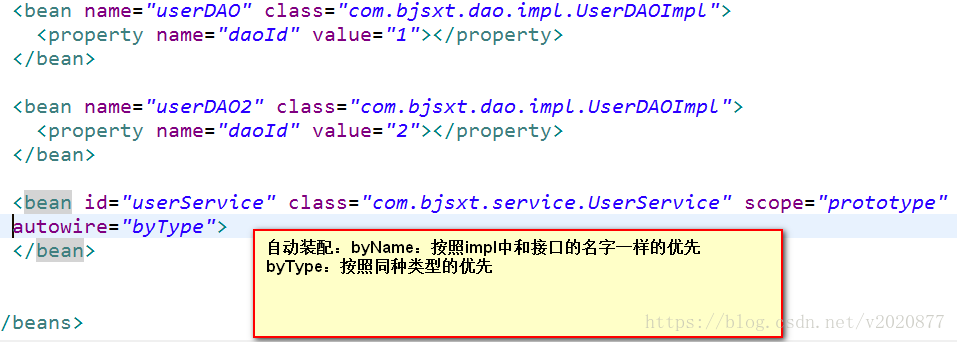 <bean name="userDAO" class="com.bjsxt.dao.impl.UserDAOImpl">
<property name="daoId" value="1"></property>
</bean>
<bean name="userDAO2" class="com.bjsxt.dao.impl.UserDAOImpl">
<property name="daoId" value="2"></property>
</bean>
<bean id="userService" class="com.bjsxt.service.UserService" scope="prototype"
autowire="byType">
</bean>
自动装配：byName：按照impl中和接口的名字一样的优先
byType：按照同种类型的优先
/beans>
https://blog.csdn.net/v2020877